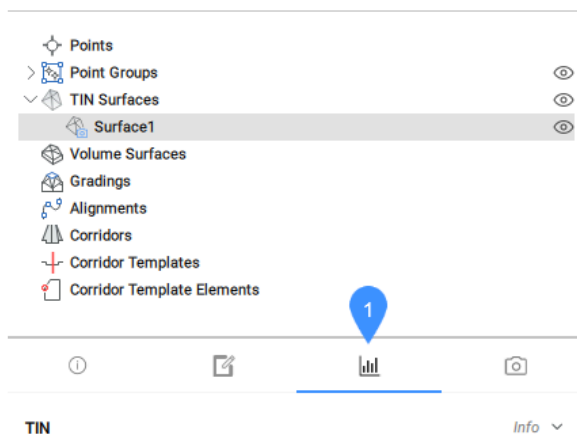 Points
Point Groups
TIN Surfaces
Surface1
Volume Surfaces
Gradings
Alignments
Corridors
Corridor Templates
Corridor Template Elements
1
TIN Info